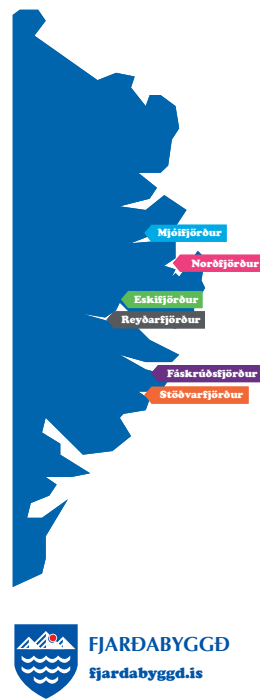 Mjóifjörður
Norðfjörður
Eskifjörður
Reyðarfjörður
Fáskrúðsfjörður
Stöðvarfjörður
FJARÐABYGGÐ
fjardabyggd.is